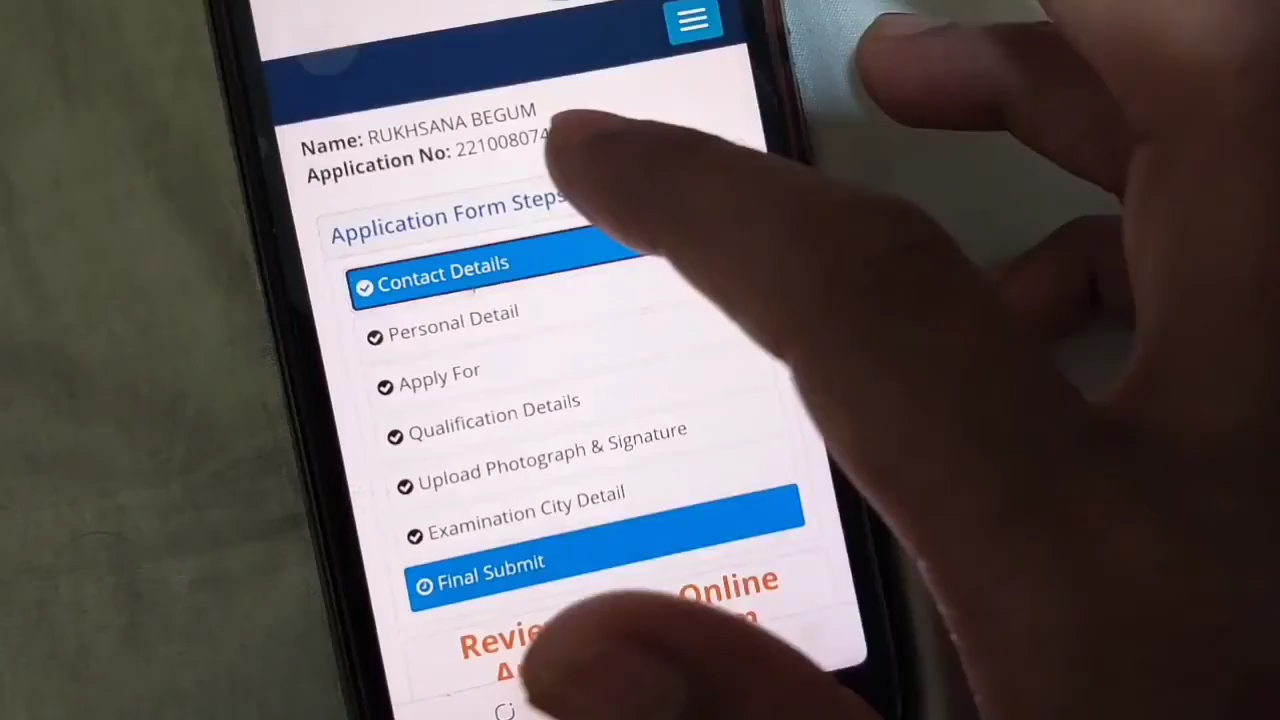 Name: RUKHSANA BEGUM
Application No: 221008074
Application Form Steps
Contact Details
Personal Detail
Apply For
Qualification Details
Upload Photograph & Signature
Examination City Detail
Final Submit
Online